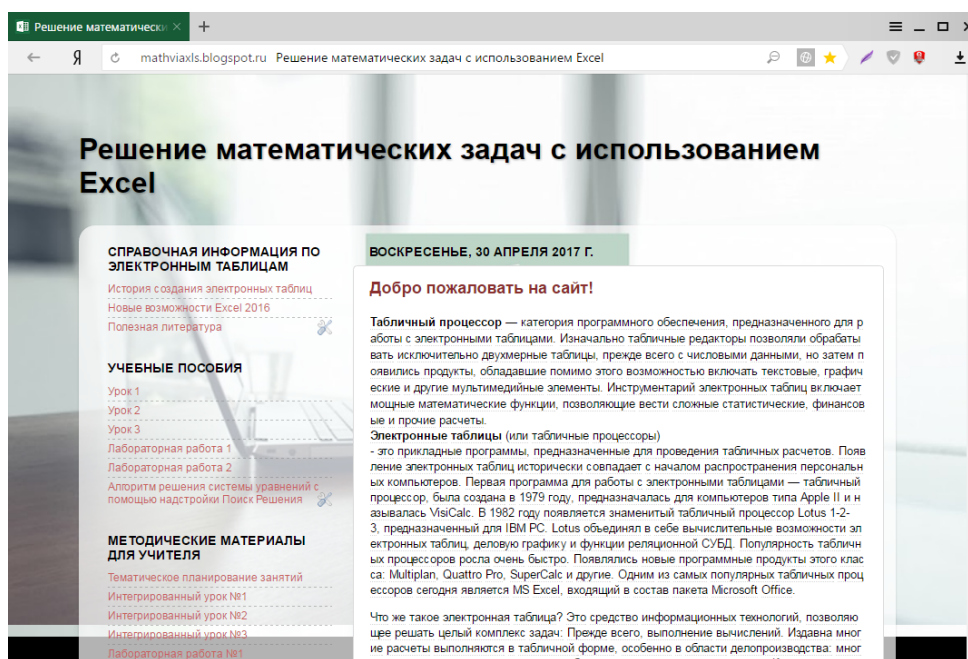 Решение математически
mathviaxls.blogspot.ru Решение математических задач с использованием Excel
Решение математических задач с использованием
Excel
СПРАВОЧНАЯ ИНФОРМАЦИЯ ПО
ЭЛЕКТРОННЫМ ТАБЛИЦАМ
История создания электронных таблиц
Новые возможности Excel 2016
Полезная литература
УЧЕБНЫЕ ПОСОБИЯ
Урок 1
Урок 2
Урок 3
Лабораторная работа 1
Лабораторная работа 2
Алгоритм решения системы уравнений с
помощью надстройки Поиск Решения
МЕТОДИЧЕСКИЕ МАТЕРИАЛЫ
ДЛЯ УЧИТЕЛЯ
Тематическое планирование занятий
Интегрированный урок №1
Интегрированный урок №2
Интегрированный урок №3
Лабораторная работа №1
ВОСКРЕСЕНЬЕ, 30 АПРЕЛЯ 2017 Г.
Добро пожаловать на сайт!
Табличный процессор — категория программного обеспечения, предназначенного для р
аботы с электронными таблицами. Изначально табличные редакторы позволяли обрабаты
вать исключительно двухмерные таблицы, прежде всего с числовыми данными, но затем п
оявились продукты, обладавшие помимо этого возможностью включать текстовые, графич
еские и другие мультимедийные элементы. Инструментарий электронных таблиц включает
мощные математические функции, позволяющие вести сложные статистические, финансов
ые и прочие расчеты.
Электронные таблицы (или табличные процессоры)
- это прикладные программы, предназначенные для проведения табличных расчетов. Появ
ление электронных таблиц исторически совпадает с началом распространения персональн
ых компьютеров. Первая программа для работы с электронными таблицами — табличный
процессор, была создана в 1979 году, предназначалась для компьютеров типа Apple II и н
азывалась VisiCalc. В 1982 году появляется знаменитый табличный процессор Lotus 1-2-
3, предназначенный для IBM PC. Lotus объединял в себе вычислительные возможности эл
ектронных таблиц, деловую графику и функции реляционной СУБД. Популярность табличн
ых процессоров росла очень быстро. Появлялись новые программные продукты этого клас
са: Multiplan, Quattro Pro, SuperCalc и другие. Одним из самых популярных табличных проц
ессоров сегодня является MS Excel, входящий в состав пакета Microsoft Office.
Что же такое электронная таблица? Это средство информационных технологий, позволяю
щее решать целый комплекс задач: Прежде всего, выполнение вычислений. Издавна мног
ие расчеты выполняются в табличной форме, особенно в области делопроизводства: мног